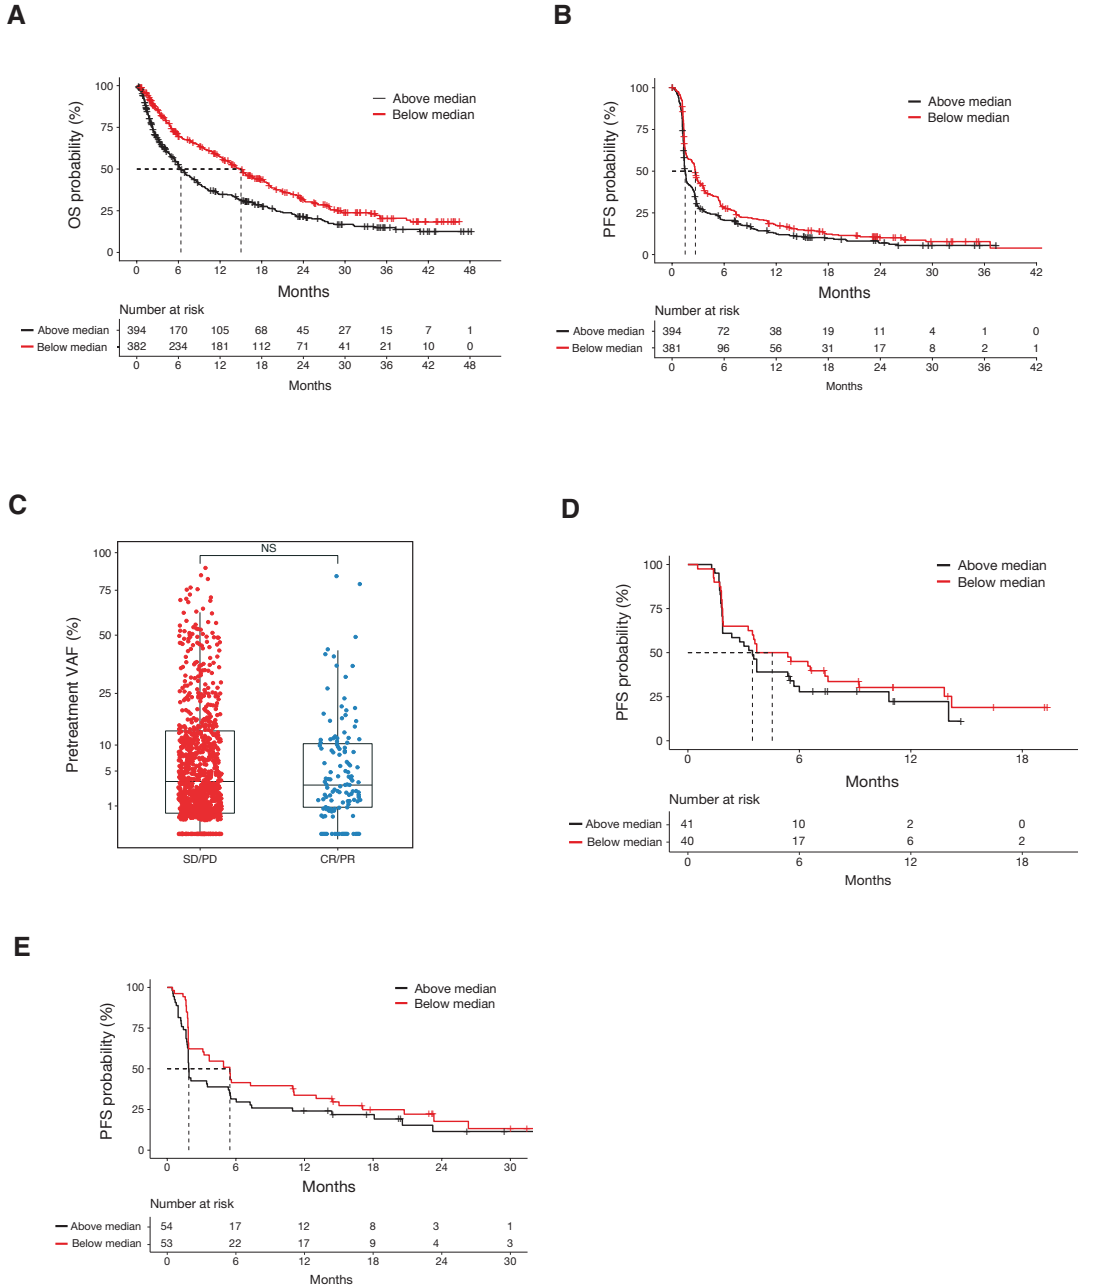 A
OS probability (%)
100
75
50
25
0
Above median
Below median
0 6 12 18 24 30 36 42 48
Months
Number at risk
Above median 394 170 105 68 45 27 15 7 1
Below median 382 234 181 112 71 41 21 10 0
0 6 12 18 24 30 36 42 48
Months
B
PFS probability (%)
100
75
50
25
0
Above median
Below median
0 6 12 18 24 30 36 42
Months
Number at risk
Above median 394 72 38 19 11 4 1 0
Below median 381 96 56 31 17 8 2 1
0 6 12 18 24 30 36 42
Months
C
Pretreatment VAF (%)
100
75
50
25
10
5
1
NS
SD/PD CR/PR
D
PFS probability (%)
100
75
50
25
0
Above median
Below median
0 6 12 18
Months
Number at risk
Above median 41 10 2 0
Below median 40 17 6 2
0 6 12 18
Months
E
PFS probability (%)
100
75
50
25
0
Above median
Below median
0 6 12 18 24 30
Months
Number at risk
Above median 54 17 12 8 3 1
Below median 53 22 17 9 4 3
0 6 12 18 24 30
Months